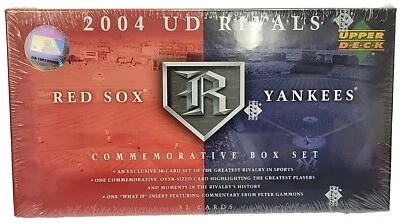 2004 UD RIVALS
UPPER
DECK
RED SOX
R
YANKEES
COMMEMORATIVE BOX SET
• AN EXCLUSIVE 30-CARD SET OF THE GREATEST RIVALRY IN SPORTS
• ONE COMMEMORATIVE OVER-SIZED CARD HIGHLIGHTING THE GREATEST PLAYERS
AND MOMENTS IN THE RIVALRY'S HISTORY
• ONE "WHAT IF" INSERT FEATURING COMMENTARY FROM PETER GAMMONS
32 CARDS